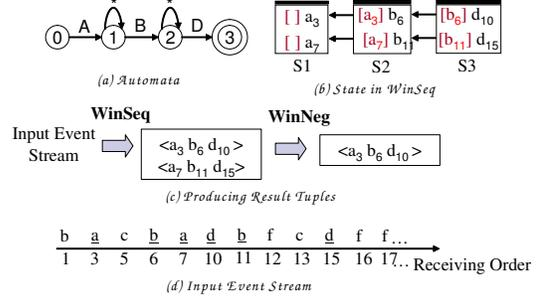 * *
0 A 1 B 2 D 3
(a) Automata
[ ] a3 [a3] b6 [b6] d10
[ ] a7 [a7] b11 [b11] d15
S1 S2 S3
(b) State in WinSeq
WinSeq WinNeg
Input Event Stream
<a3 b6 d10 >
<a7 b11 d15>
<a3 b6 d10 >
(c) Producing Result Tuples
b a c b a d b f c d f f...
1 3 5 6 7 10 11 12 13 15 16 17... Receiving Order
(d) Input Event Stream